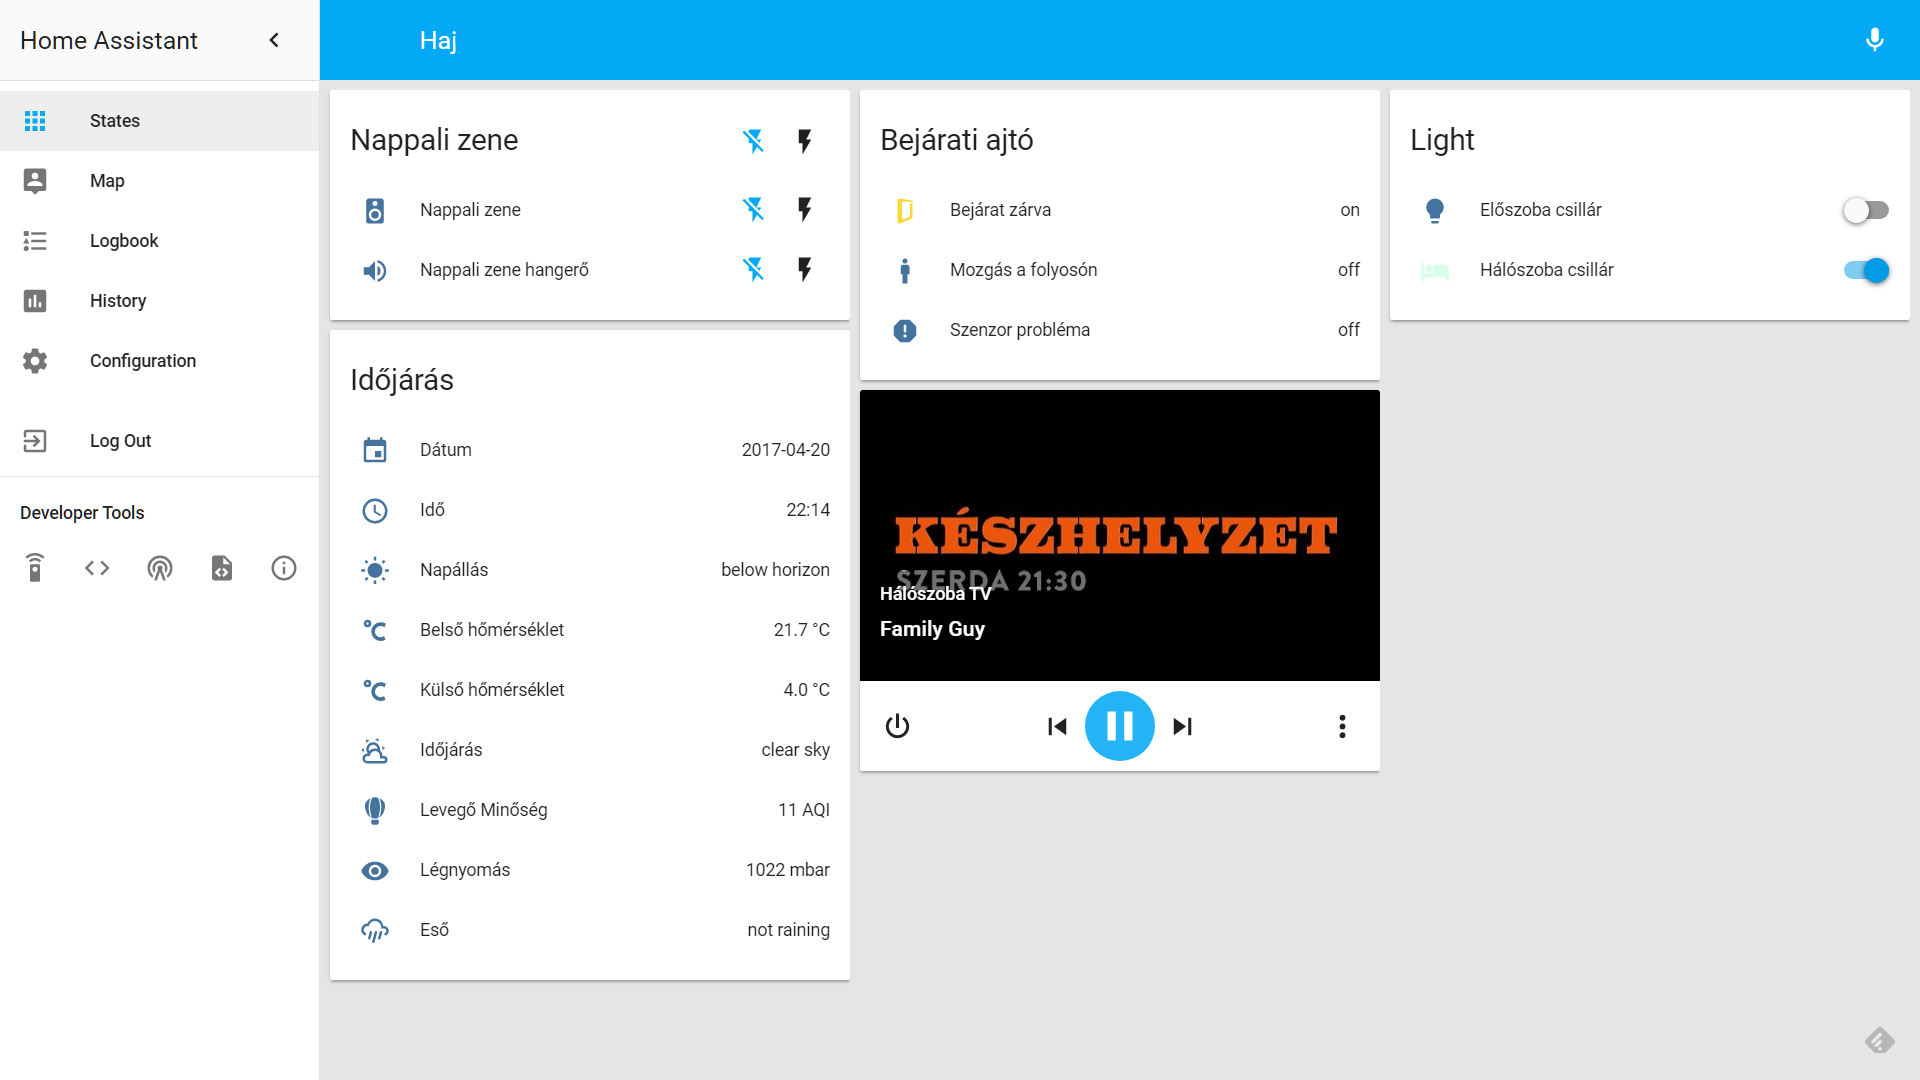 Home Assistant
Haj
States
Map
Logbook
History
Configuration
Log Out
Developer Tools
Nappali zene
Nappali zene
Nappali zene hangerő
Időjárás
Dátum 2017-04-20
Idő 22:14
Napállás below horizon
Belső hőmérséklet 21.7 °C
Külső hőmérséklet 4.0 °C
Időjárás clear sky
Levegő Minőség 11 AQI
Légnyomás 1022 mbar
Eső not raining
Bejárati ajtó
Bejárat zárva on
Mozgás a folyosón off
Szenzor probléma off
KÉSZHELYZET
SZERDA 21:30
Hálószoba TV
Family Guy
Light
Előszoba csillár
Hálószoba csillár